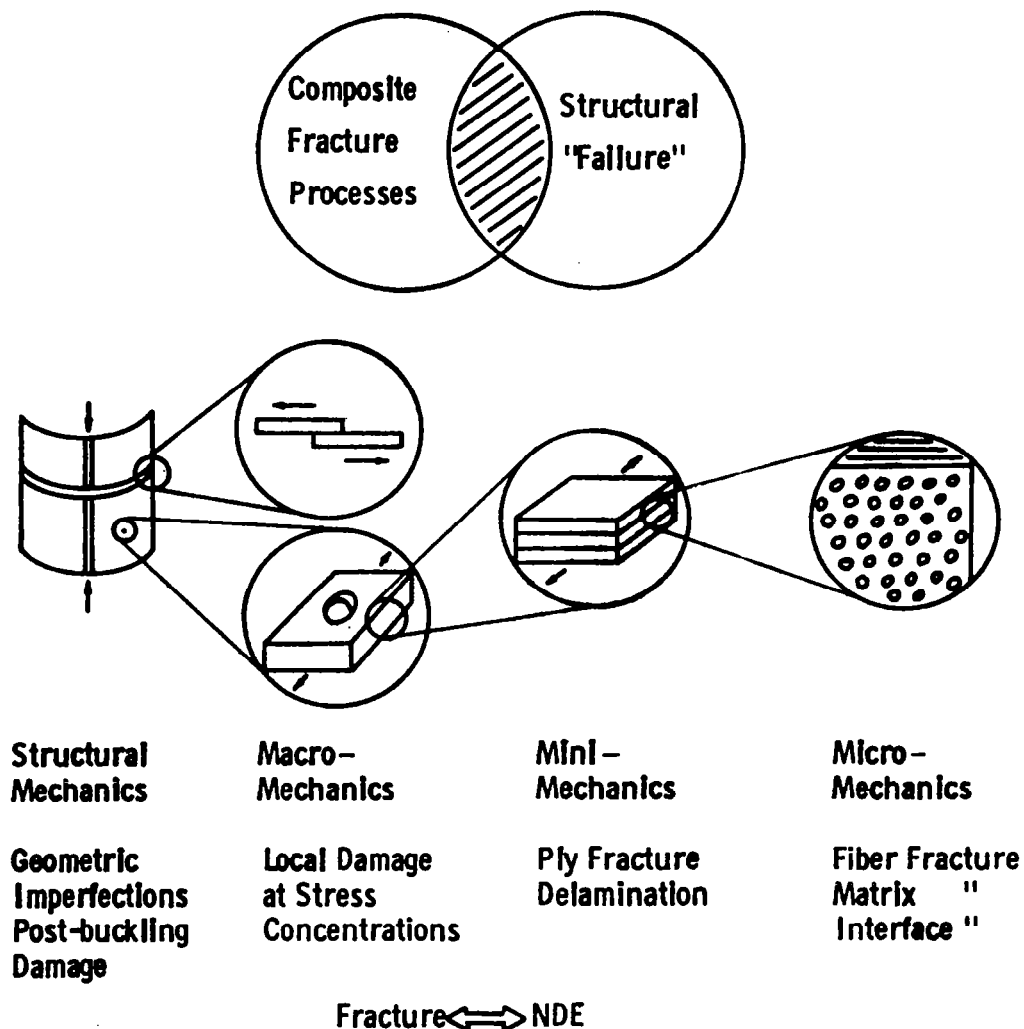 Composite
Fracture
Processes
Structural
"Failure"
Structural
Mechanics
Macro-
Mechanics
Mini-
Mechanics
Micro-
Mechanics
Geometric
Imperfections
Post-buckling
Damage
Local Damage
at Stress
Concentrations
Ply Fracture
Delamination
Fiber Fracture
Matrix "
Interface "
Fracture NDE